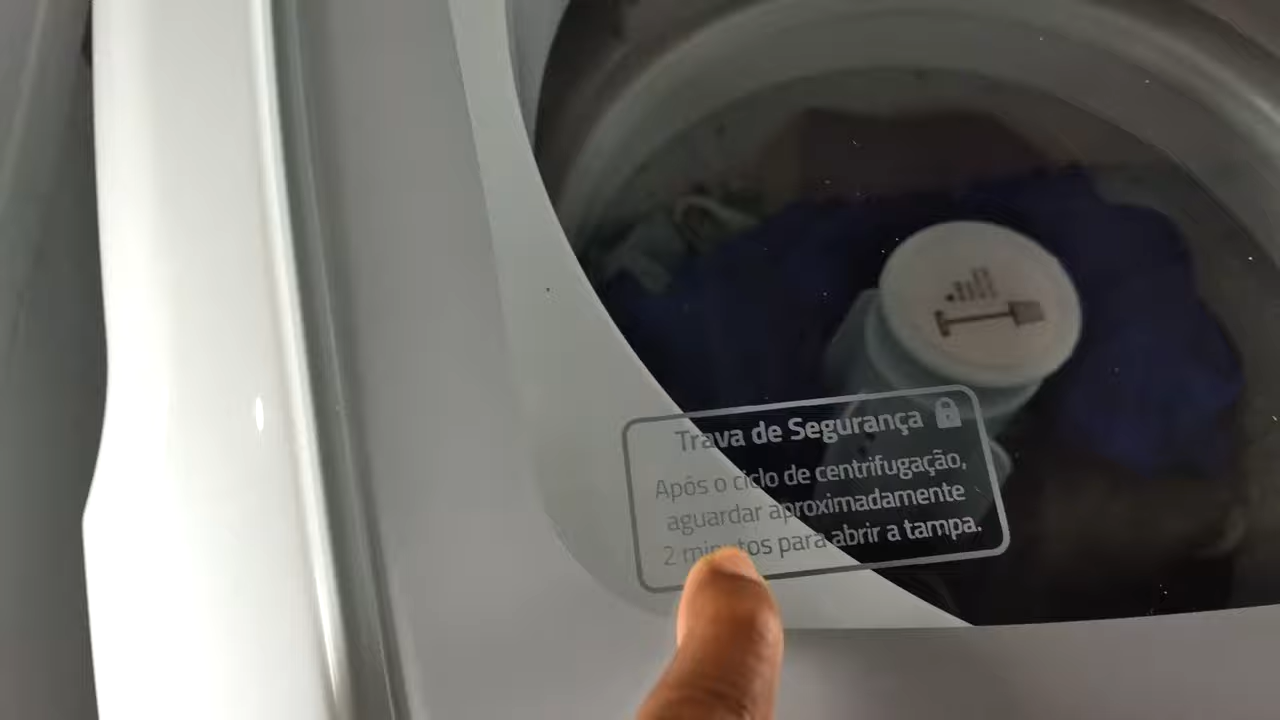 Trava de Segurança
Após o ciclo de centrifugação,
aguardar aproximadamente
2 minutos para abrir a tampa.